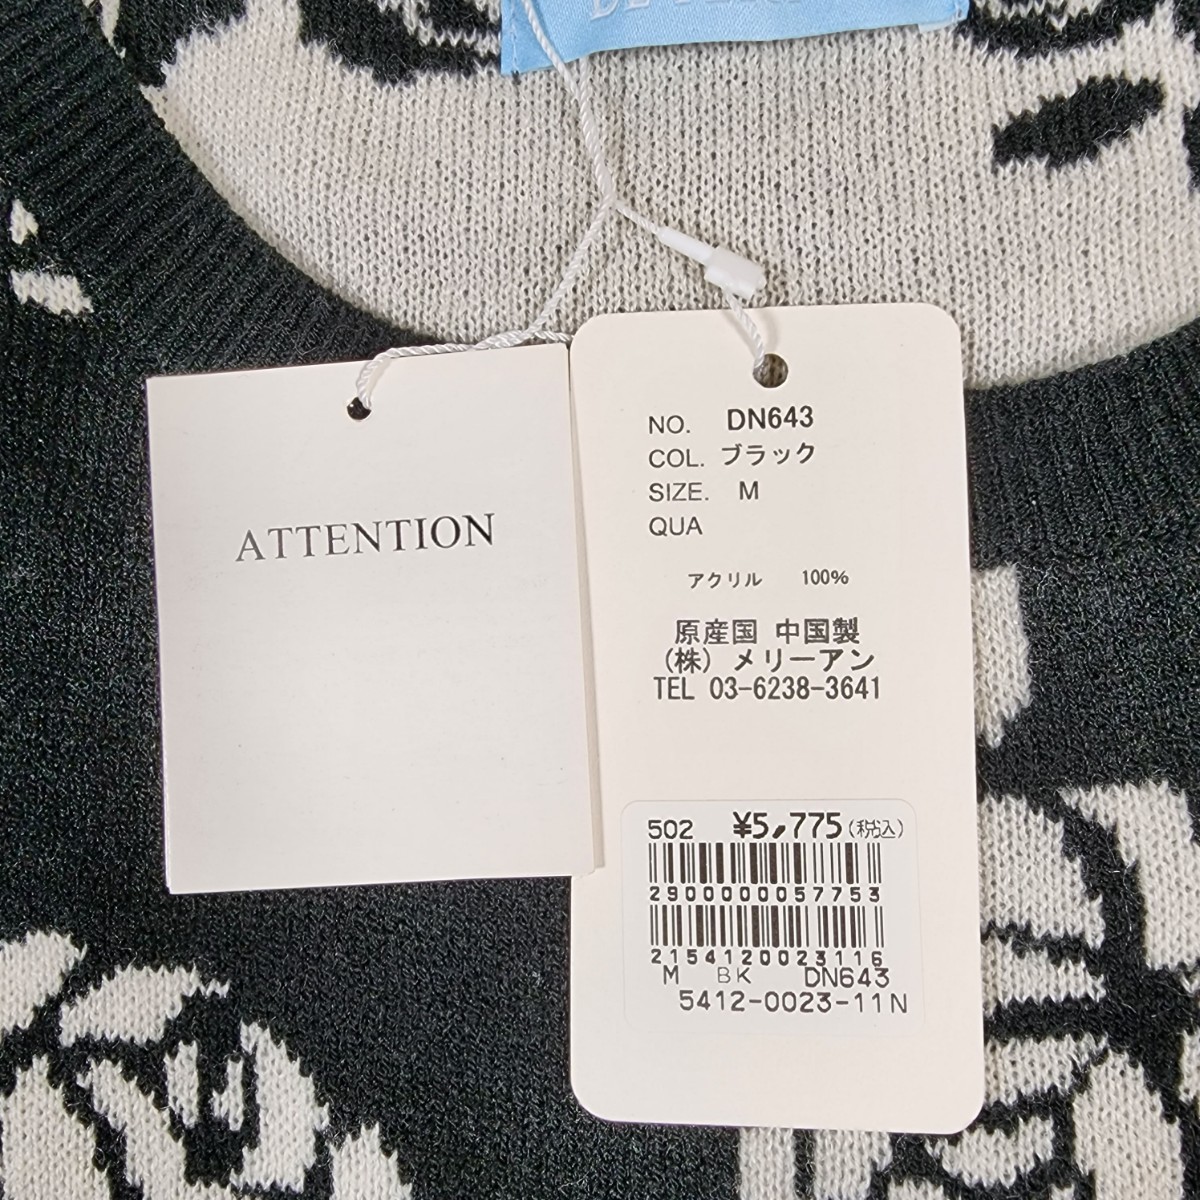 ATTENTION
NO. DN643
COL. ブラック
SIZE. M
QUA
アクリル 100%
原産国 中国製
(株) メリーアン
TEL 03-6238-3641
502 ¥5,775(税込)
2900000057753
2154120023116
M BK DN643
5412-0023-11N